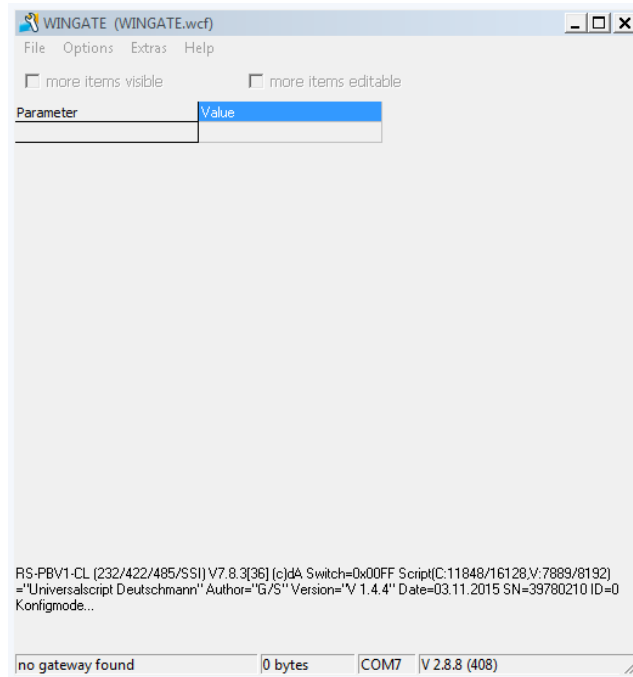 WINGATE (WINGATE.wcf)
File Options Extras Help
more items visible more items editable
Parameter Value
RS-PBV1-CL (232/422/485/SSI) V7.8.3[36] (c)dA Switch=0x00FF Script(C:11848/16128,V:7889/8192)
="Universalscript Deutschmann" Author="G/S" Version="V 1.4.4" Date=03.11.2015 SN=39780210 ID=0
Konfigmode...
no gateway found 0 bytes COM7 V 2.8.8 (408)